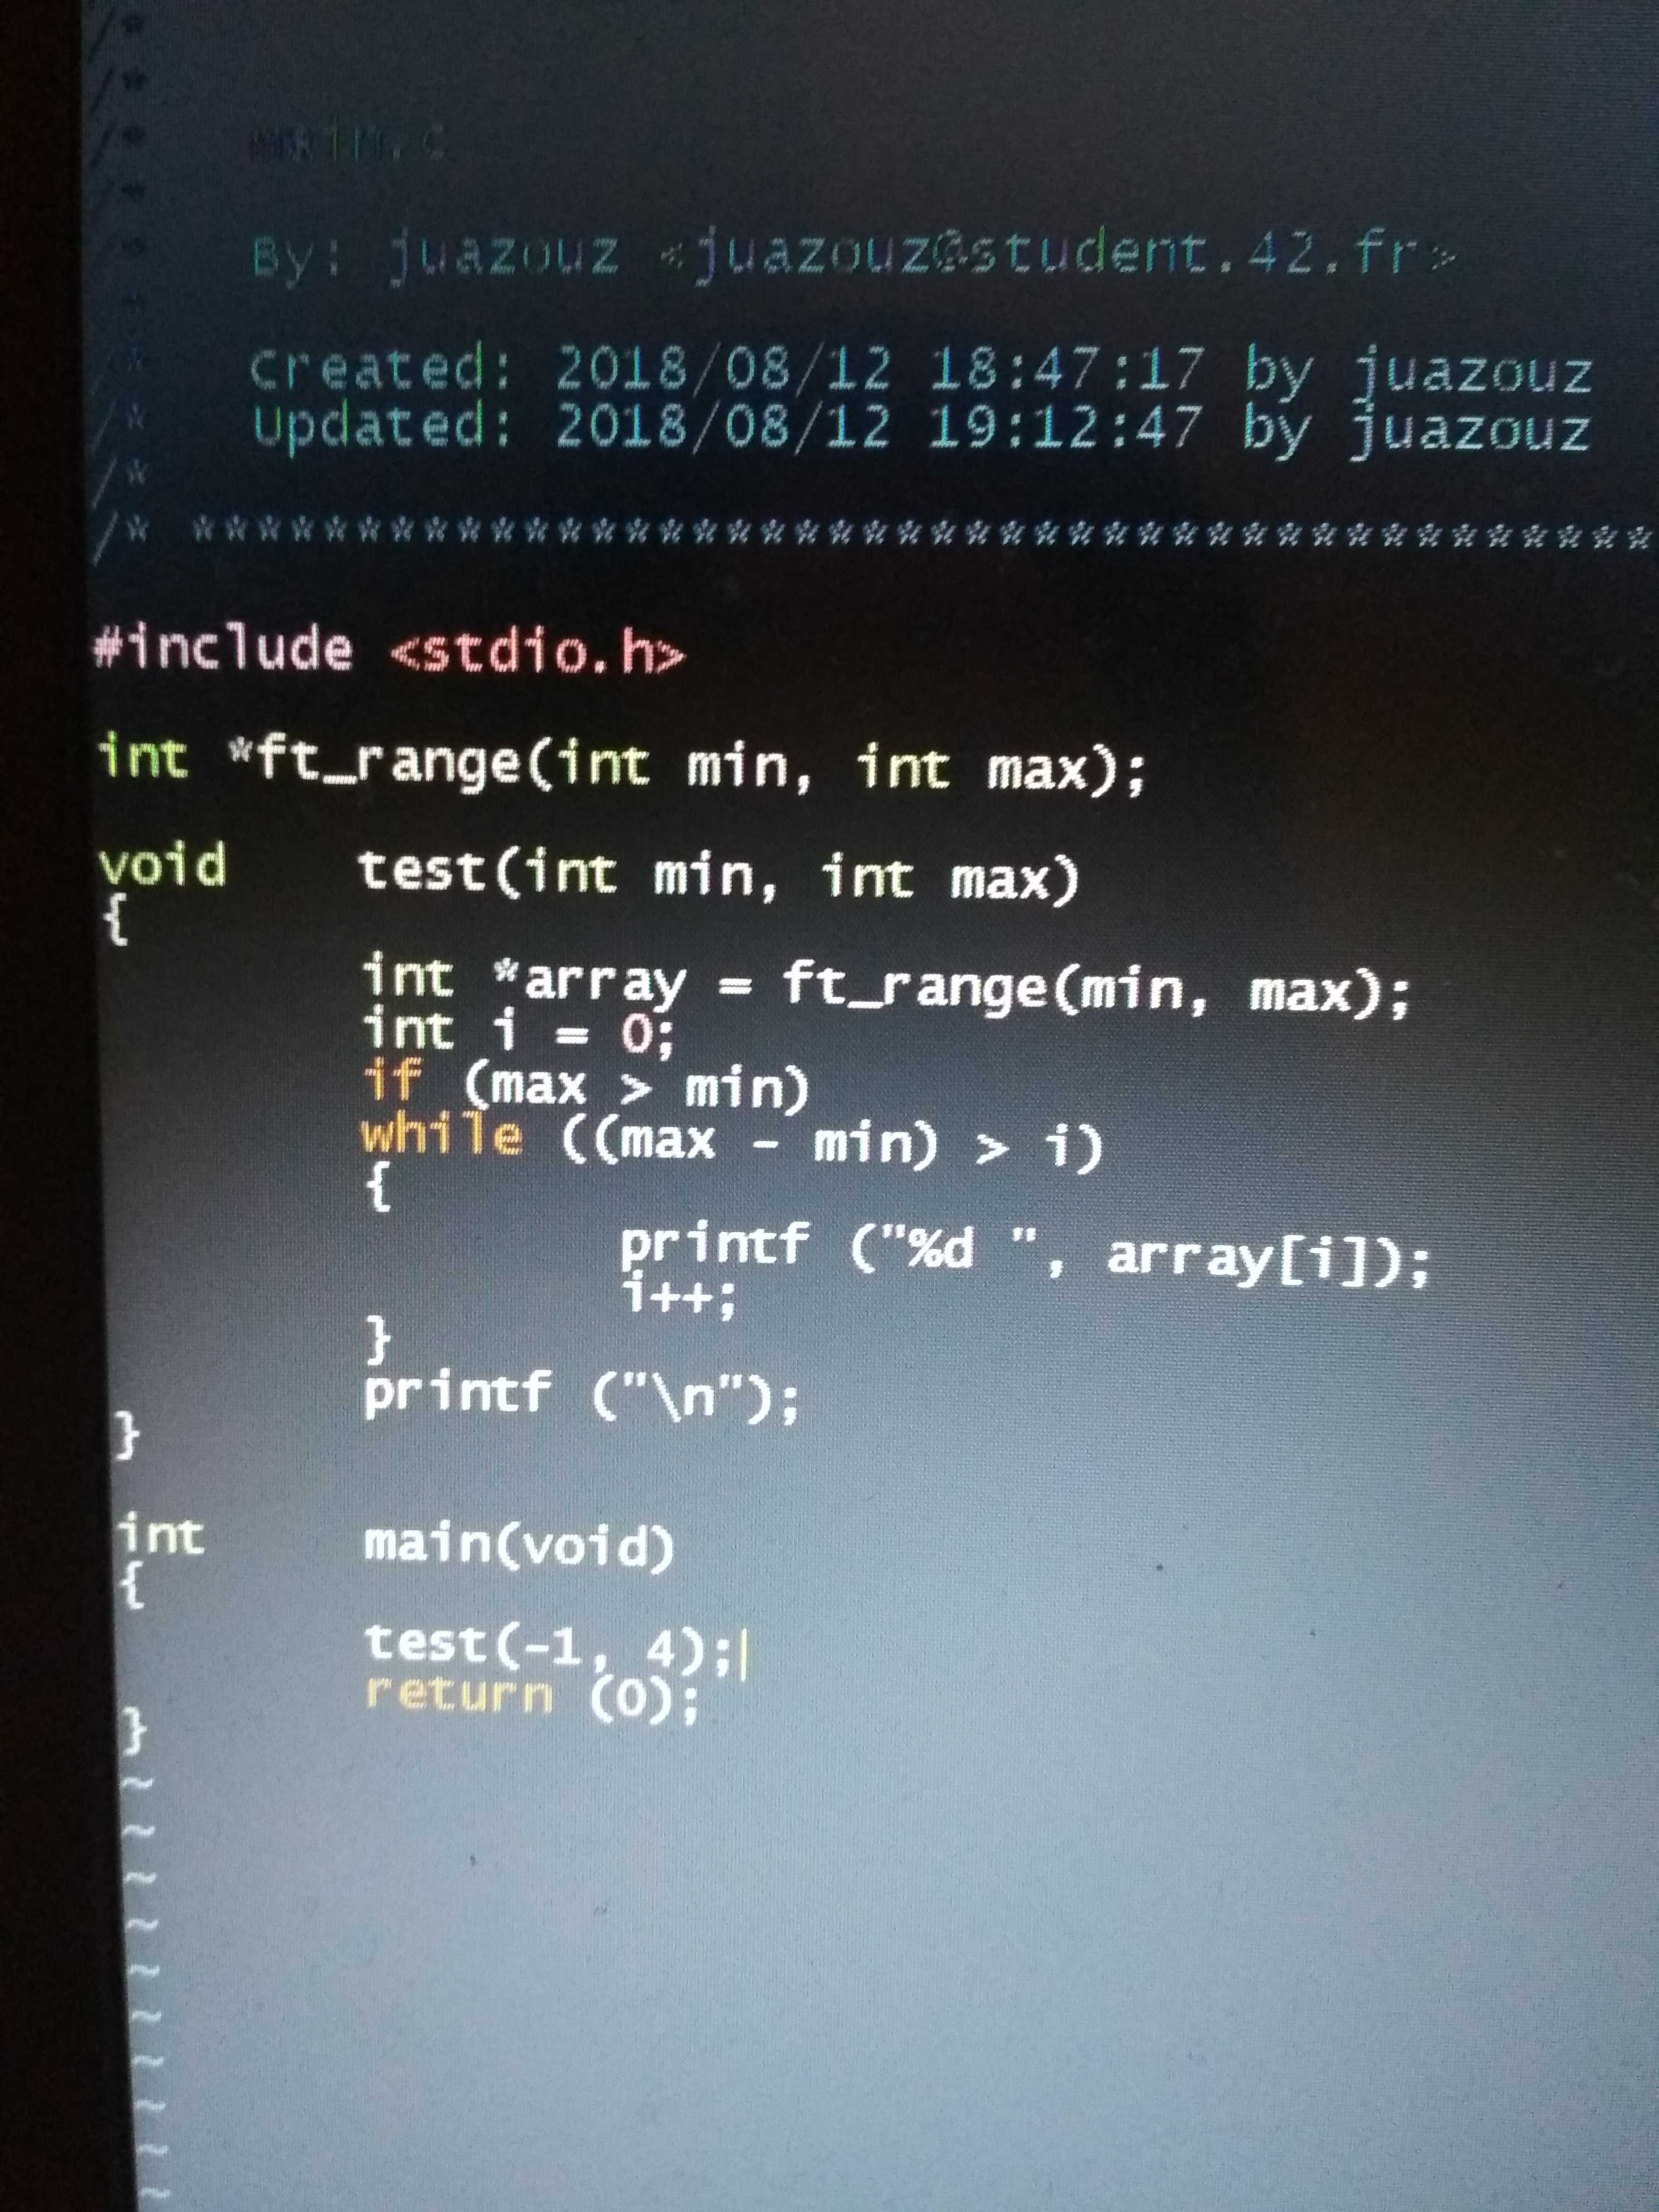 /*
/*
/* main.c
/*
/* By: juazouz <juazouz@student.42.fr>
/*
/* Created: 2018/08/12 18:47:17 by juazouz
/* Updated: 2018/08/12 19:12:47 by juazouz
/*
/* *******************************************
#include <stdio.h>
int *ft_range(int min, int max);
void test(int min, int max)
{
int *array = ft_range(min, max);
int i = 0;
if (max > min)
while ((max - min) > i)
{
printf ("%d ", array[i]);
i++;
}
printf ("\n");
}
int main(void)
{
test(-1, 4);
return (0);
}
~
~
~
~
~
~
~
~
~
~